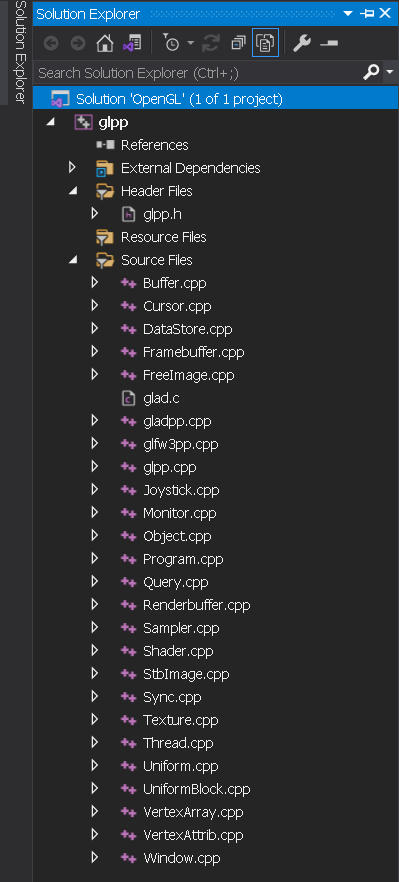 Solution Explorer
Solution Explorer
Search Solution Explorer (Ctrl+;)
Solution 'OpenGL' (1 of 1 project)
glpp
References
External Dependencies
Header Files
glpp.h
Resource Files
Source Files
Buffer.cpp
Cursor.cpp
DataStore.cpp
Framebuffer.cpp
FreeImage.cpp
glad.c
gladpp.cpp
glfw3pp.cpp
glpp.cpp
Joystick.cpp
Monitor.cpp
Object.cpp
Program.cpp
Query.cpp
Renderbuffer.cpp
Sampler.cpp
Shader.cpp
StbImage.cpp
Sync.cpp
Texture.cpp
Thread.cpp
Uniform.cpp
UniformBlock.cpp
VertexArray.cpp
VertexAttrib.cpp
Window.cpp